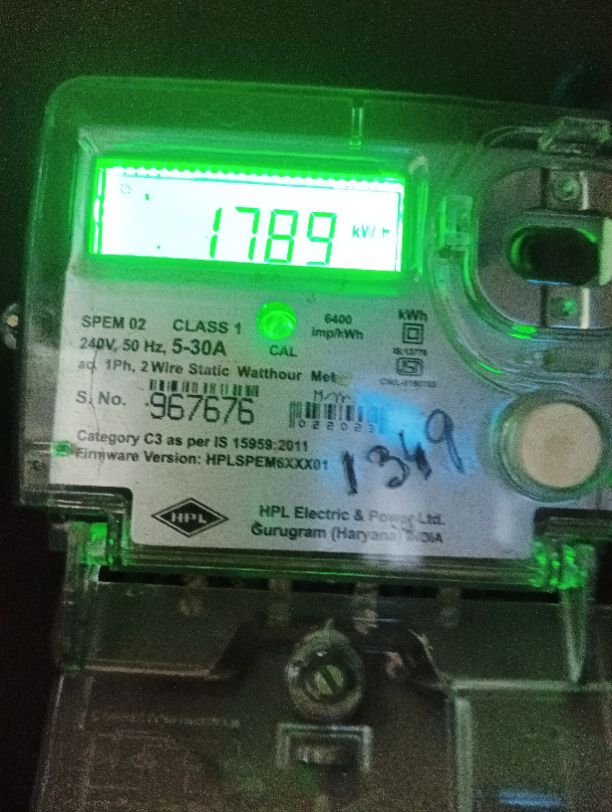 1789 kWh
SPEM 02 CLASS 1
6400 imp/kWh
kWh
240V, 50 Hz, 5-30A
CAL
1Ph, 2 Wire Static Watthour
M/Yr
S. No. 967676
Category C3 as per IS 15959:2011
Firmware Version: HPLSPEM6XXX01
1349
HPL
HPL Electric & Power Ltd.
Gurugram (Haryana) INDIA